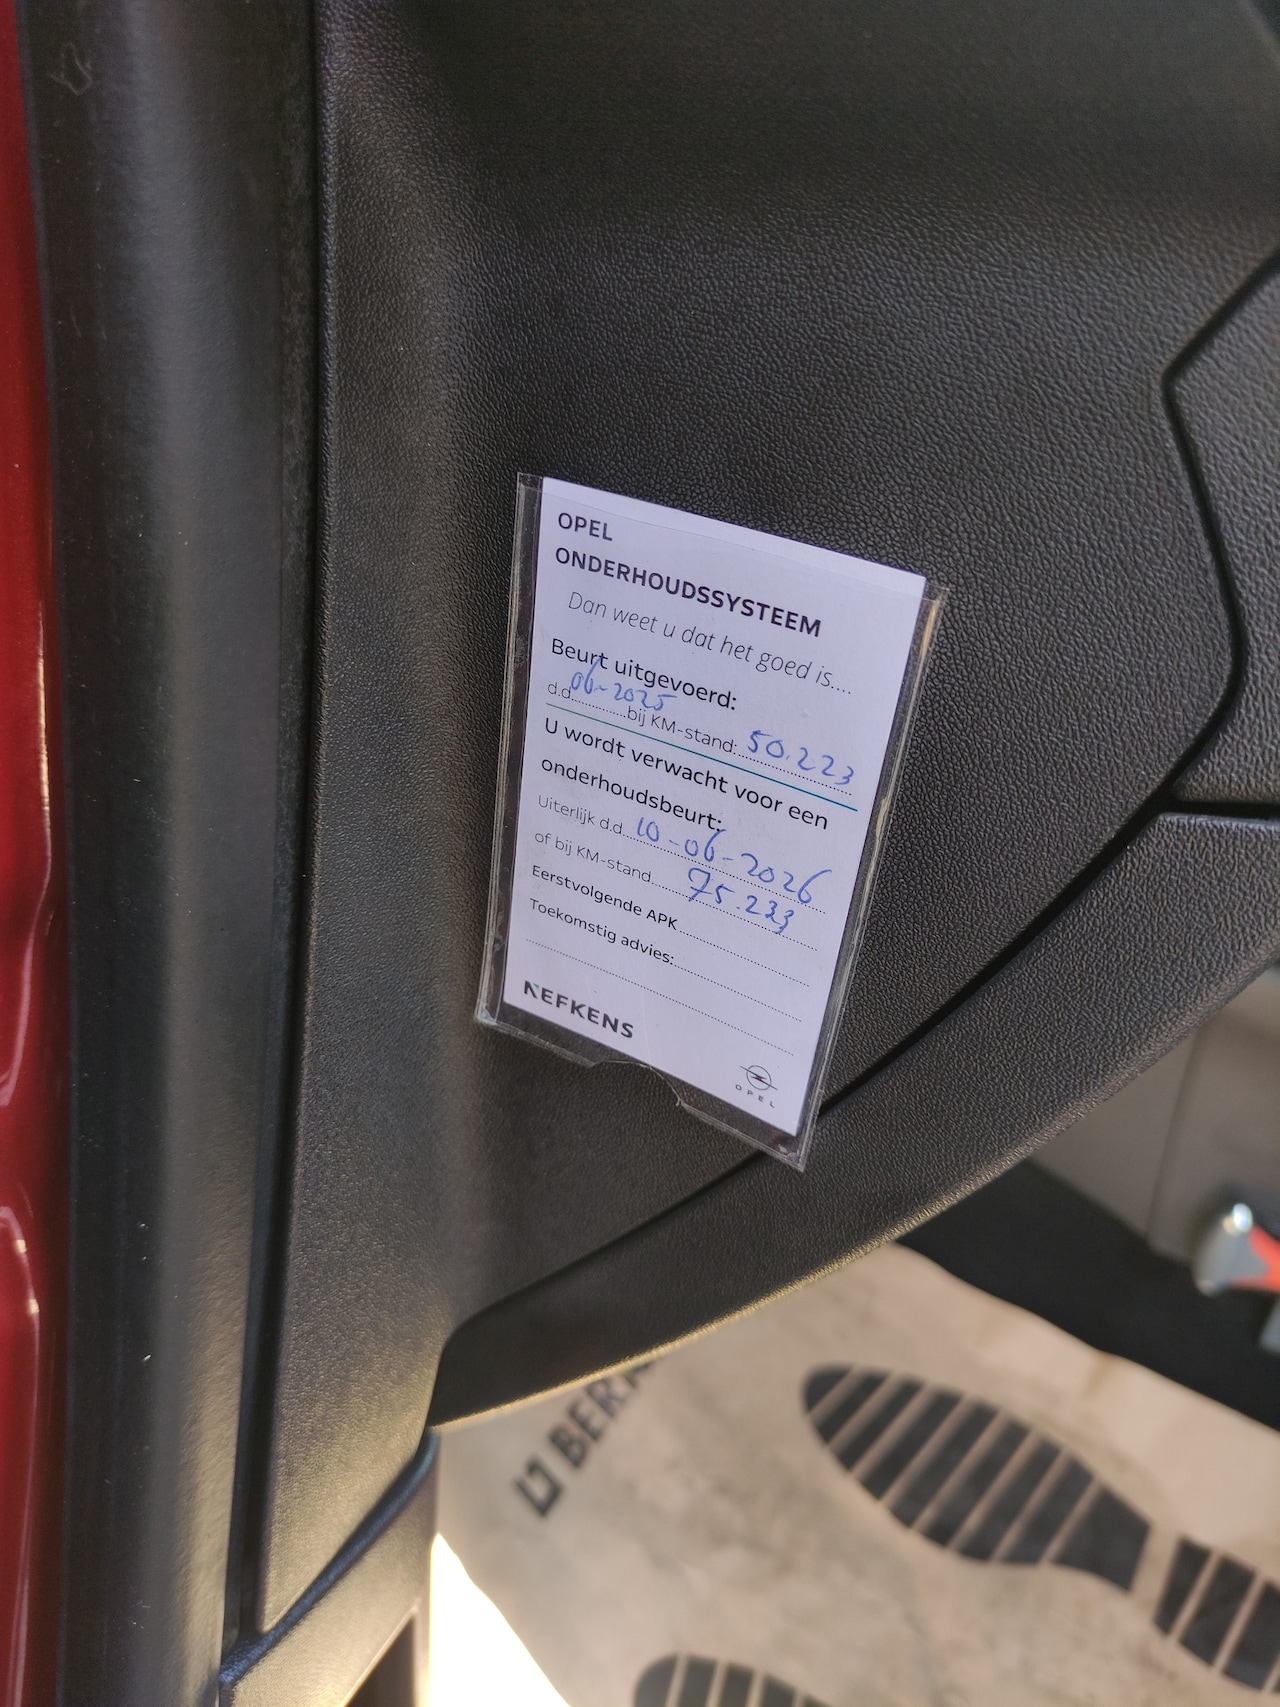 OPEL
ONDERHOUDSSYSTEEM
Dan weet u dat het goed is....
Beurt uitgevoerd:
d.d. 06-2025 bij KM-stand: 50.223
U wordt verwacht voor een
onderhoudsbeurt:
Uiterlijk d.d. 10-06-2026
of bij KM-stand 75.233
Eerstvolgende APK
Toekomstig advies:
NEFKENS
OPEL